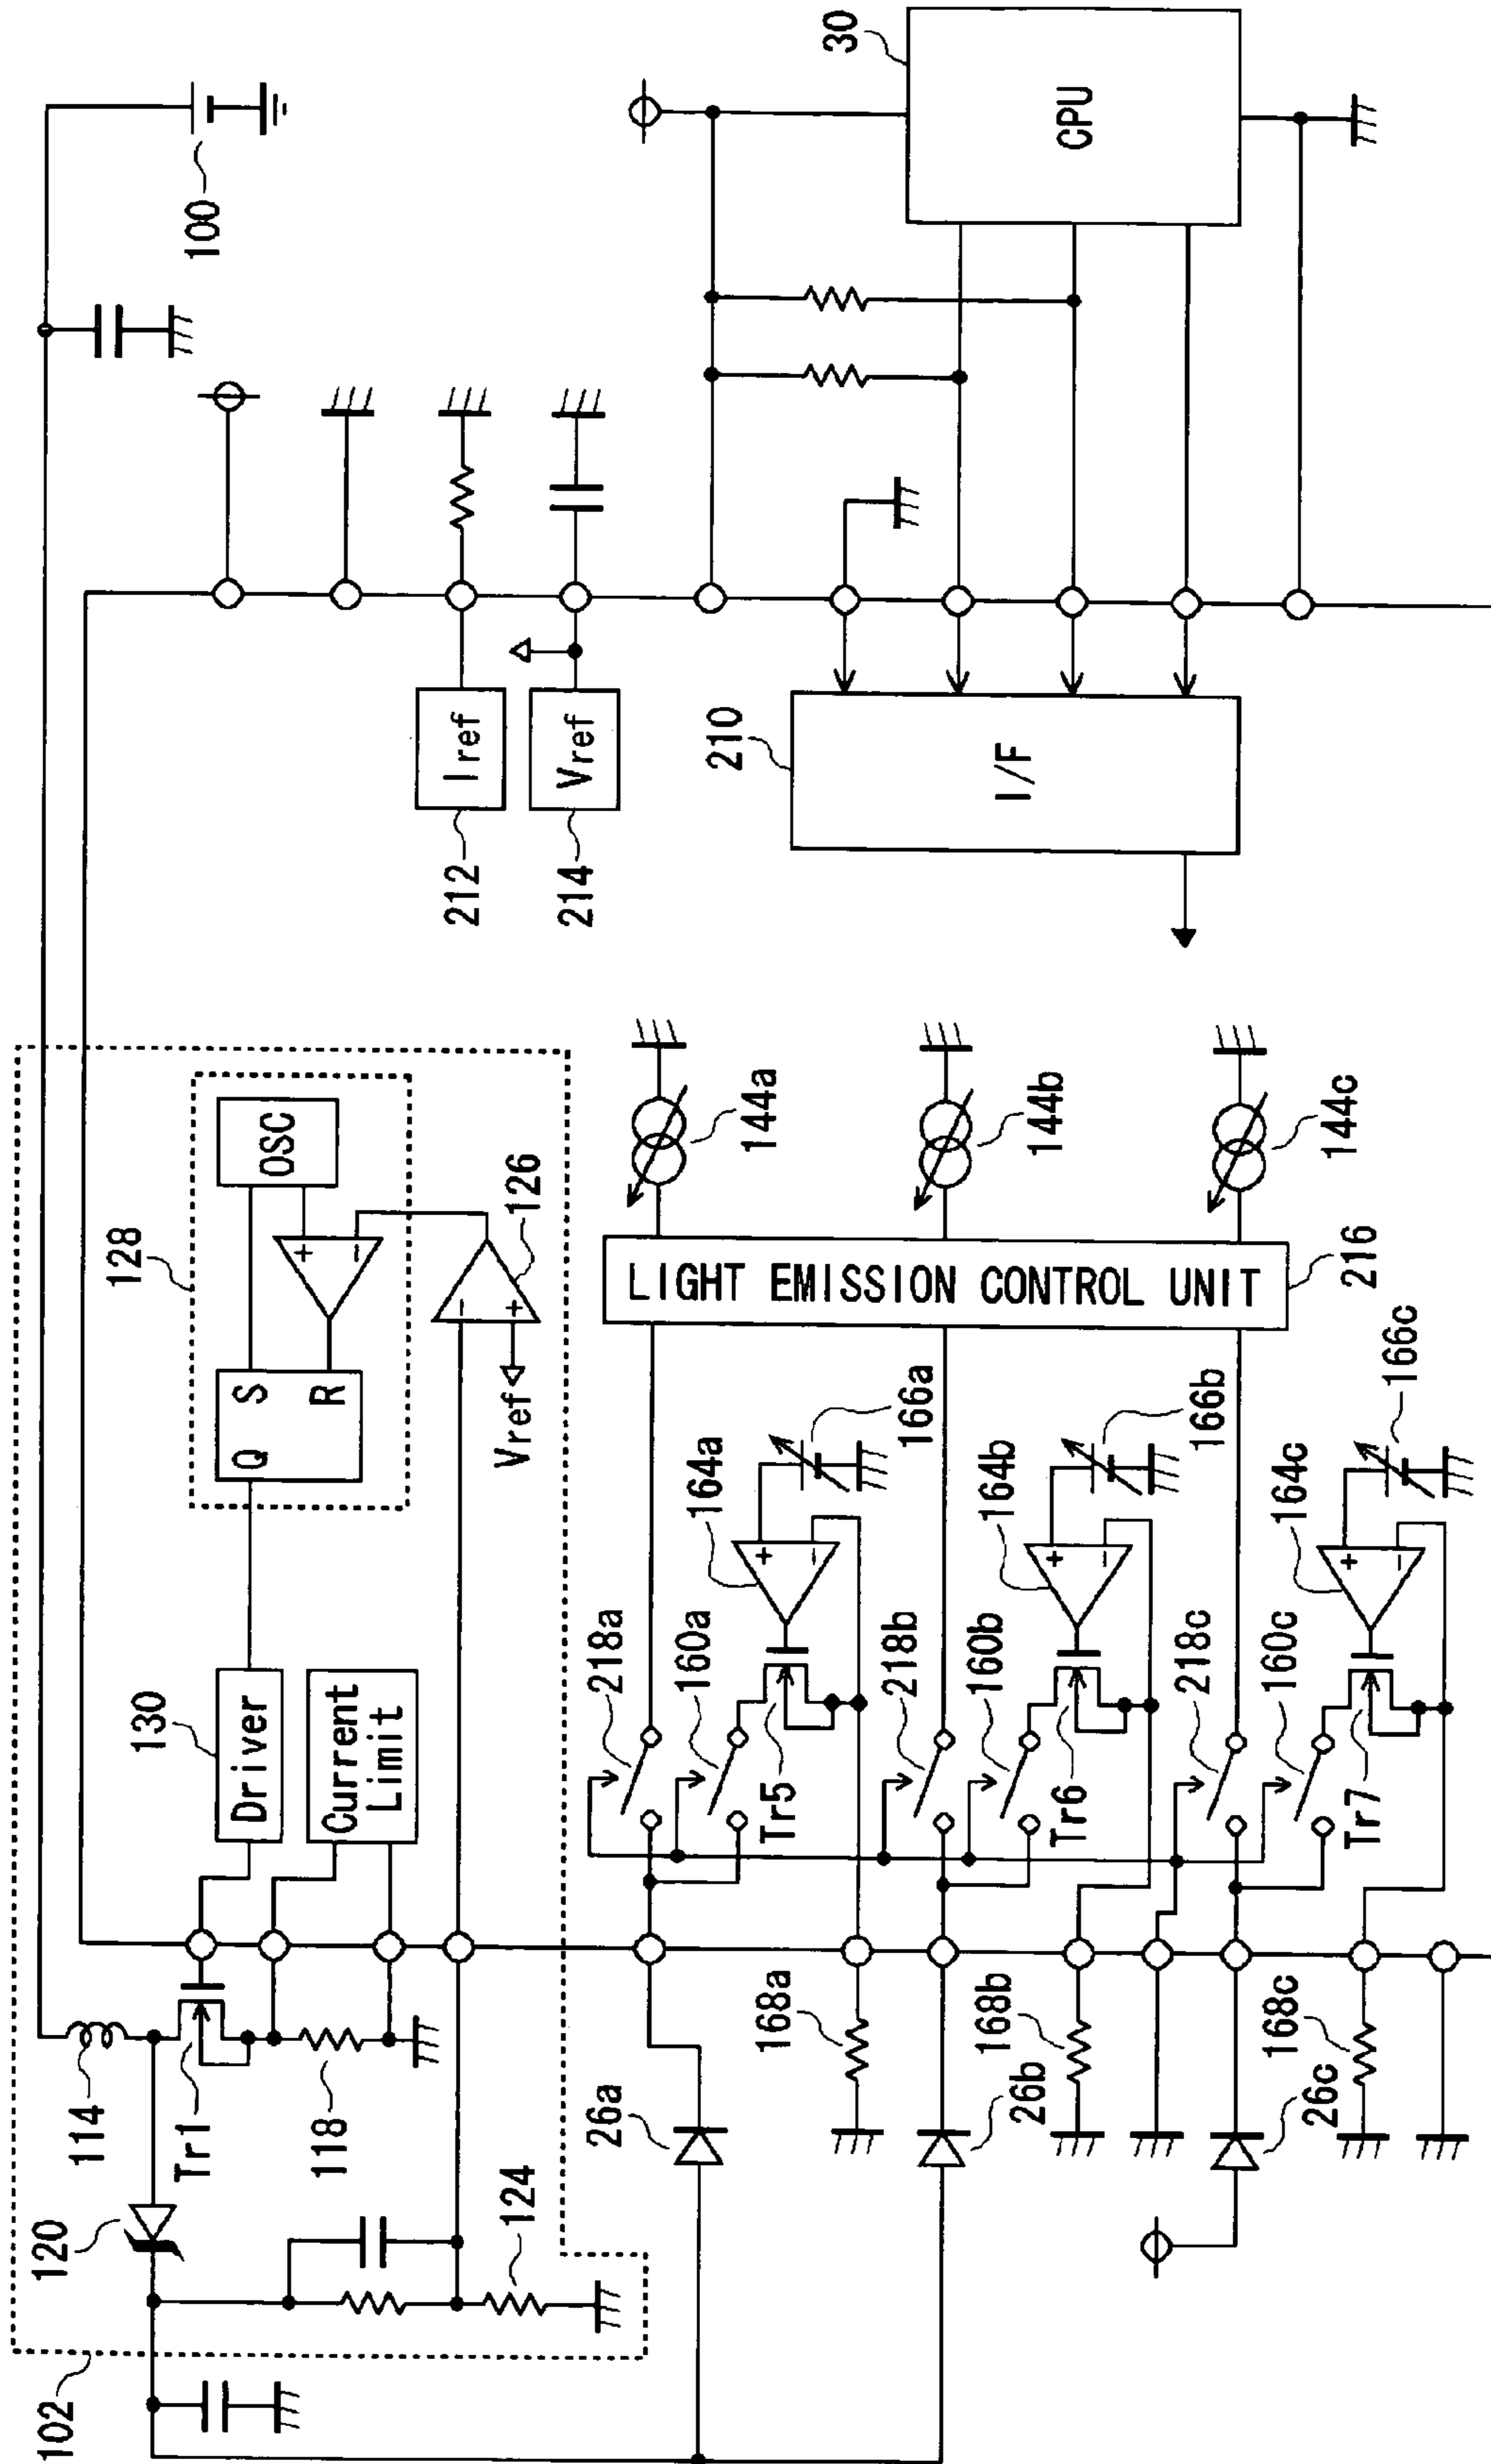 102
120
114
Tr1
118
124
130
Driver
Current
Limit
128
Q
S
R
OSC
+
−
126
−
+
Vref
100
212
Iref
214
Vref
210
I/F
30
CPU
26a
168a
26b
168b
26c
168c
218a
160a
Tr5
164a
+
−
166a
218b
160b
Tr6
164b
+
−
166b
218c
160c
Tr7
164c
+
−
166c
LIGHT EMISSION CONTROL UNIT
216
144a
144b
144c